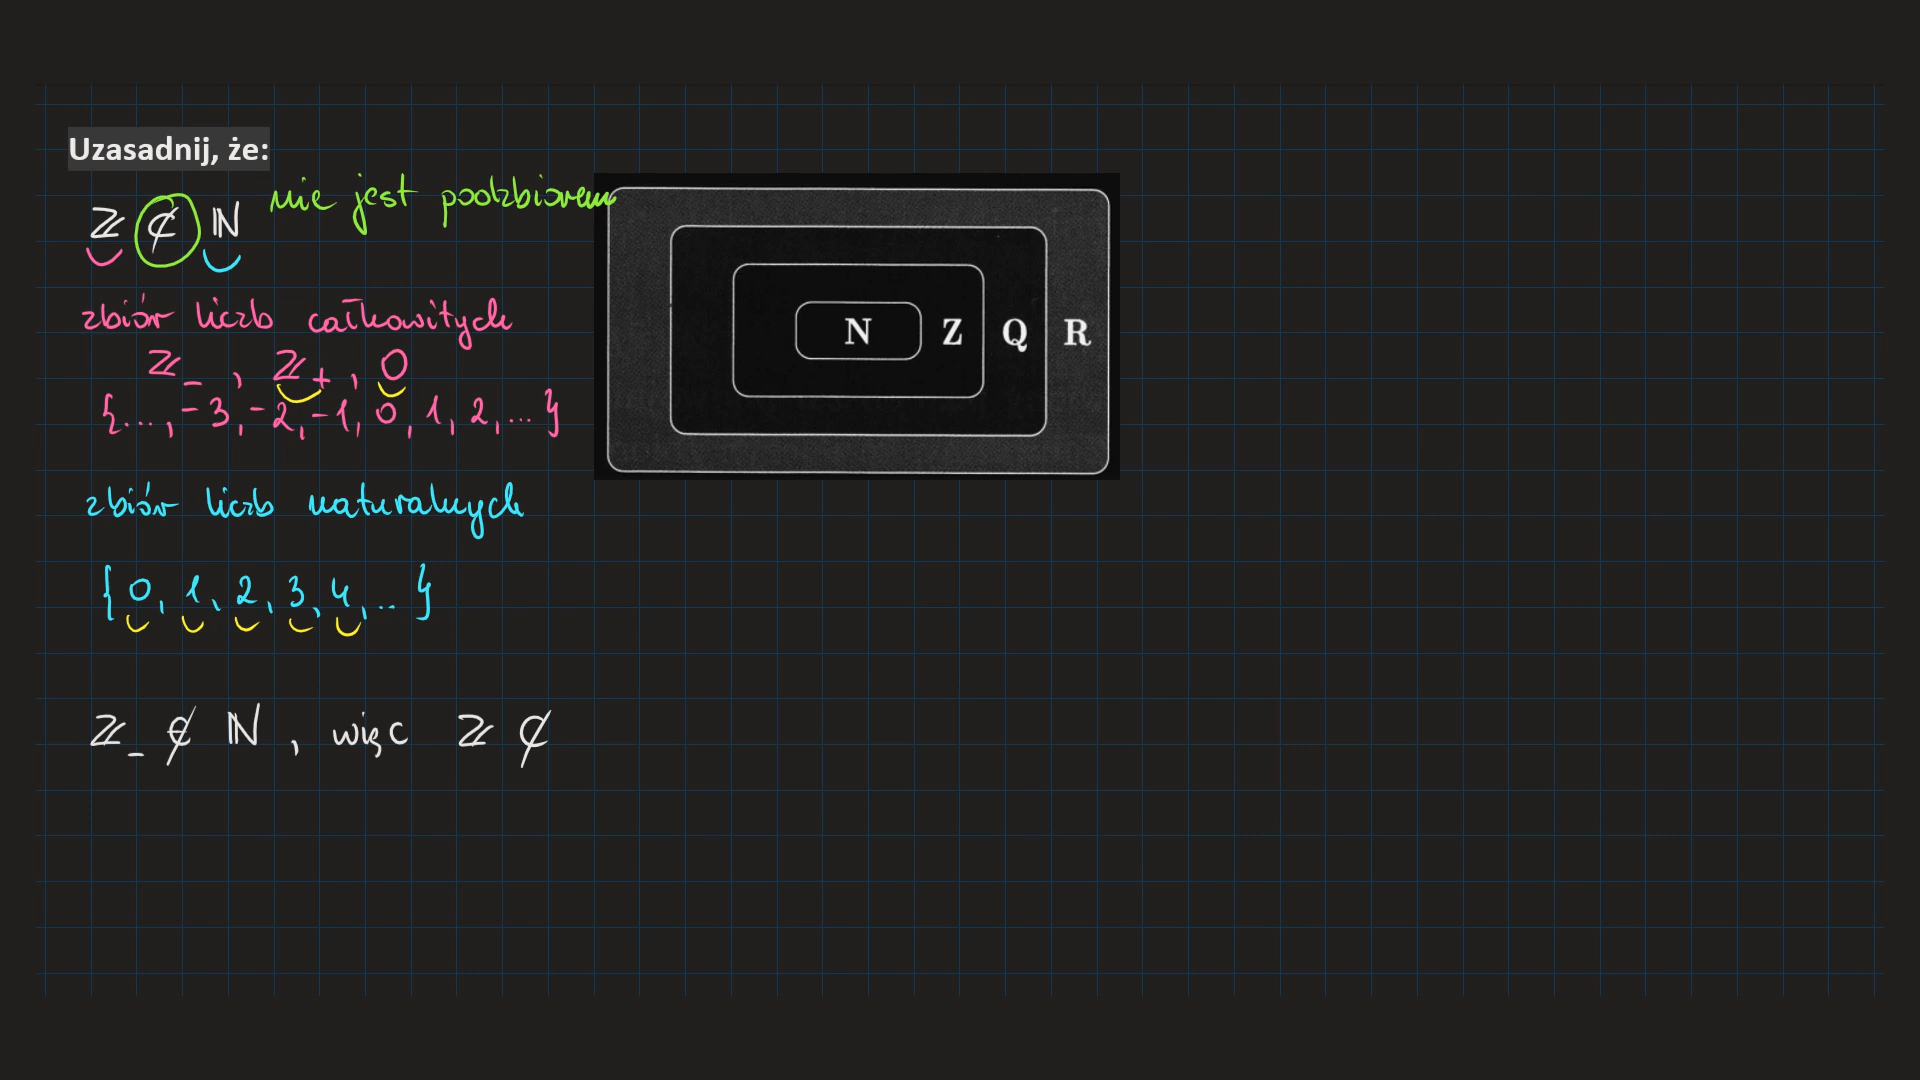 Uzasadnij, że:
ℤ ⊄ ℕ nie jest podzbiorem
zbiór liczb całkowitych
ℤ₋, ℤ₊, 0
{..., -3, -2, -1, 0, 1, 2, ...}
N Z Q R
zbiór liczb naturalnych
{0, 1, 2, 3, 4, ...}
ℤ₋ ∉ ℕ, więc ℤ ⊄